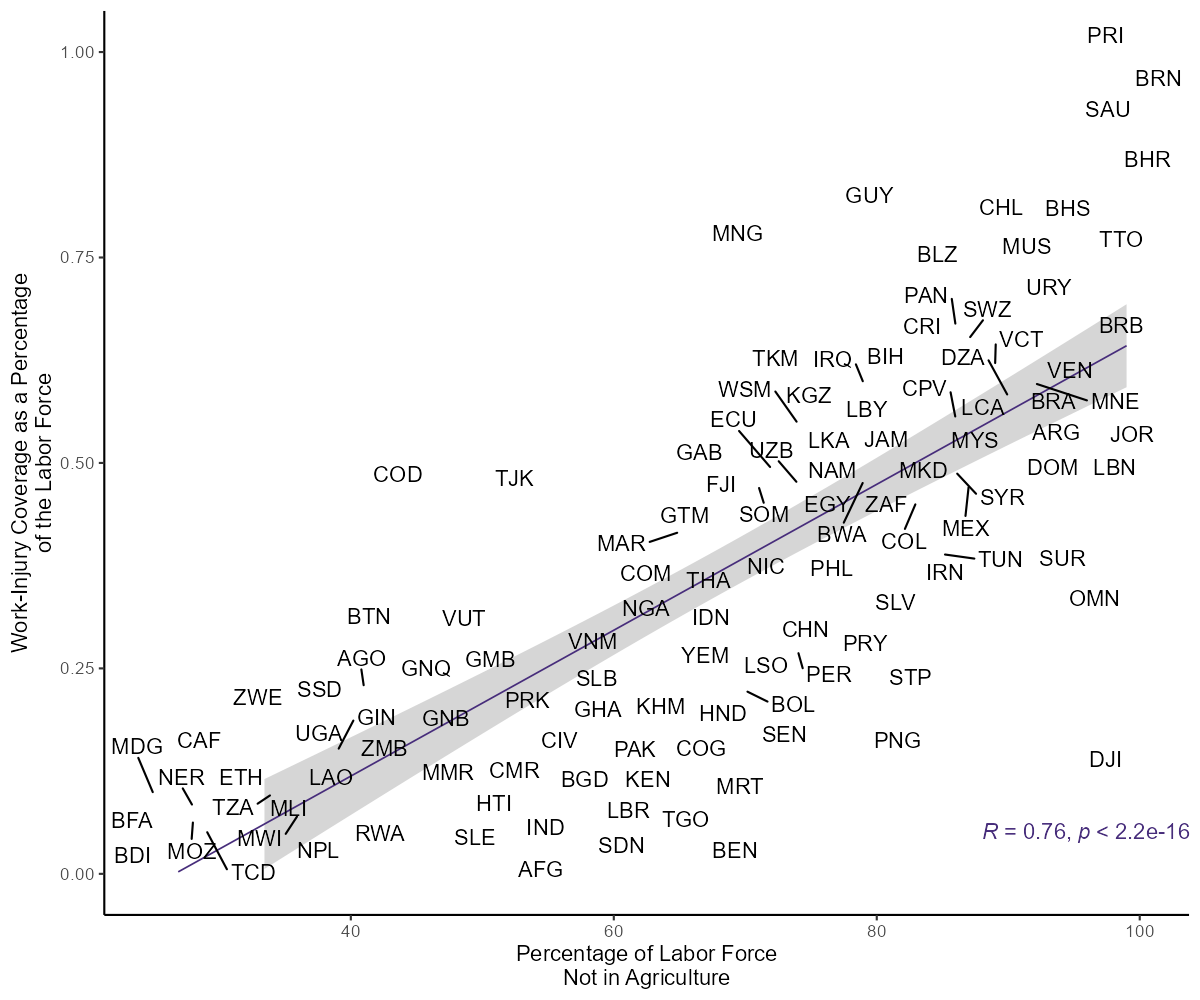 PRI
1.00
BRN
SAU
BHR
GUY
CHL BHS
MNG
TTO
MUS
BLZ
0.75
URY
PAN
SWZ
CRI
BRB
VCT
TKM IRQ BIH DZA
VEN
WSM KGZ CPV
LBY LCA BRA MNE
ECU
UZB LKA JAM MYS ARG JOR
GAB
COD
TJK
0.50
FJI NAM MKD DOM LBN
SYR
GTM SOM EGY ZAF
MEX
MAR BWA COL
COM THA NIC PHL IRN TUN SUR
OMN
BTN VUT NGA IDN SLV
CHN
VNM PRY
AGO GNQ GMB YEM LSO
0.25
PER STP
SSD SLB
ZWE
PRK GHA KHM HND BOL
GIN GNB
UGA
SEN
MDG CAF ZMB CIV PAK COG PNG
DJI
NER ETH LAO MMR CMR BGD KEN MRT
TZA MLI HTI LBR TGO
BFA
MWI RWA SLE IND
R = 0.76, p < 2.2e-16
BDI MOZ NPL SDN BEN
TCD AFG
0.00
40 60 80 100
Percentage of Labor Force
Not in Agriculture
Work-Injury Coverage as a Percentage
of the Labor Force